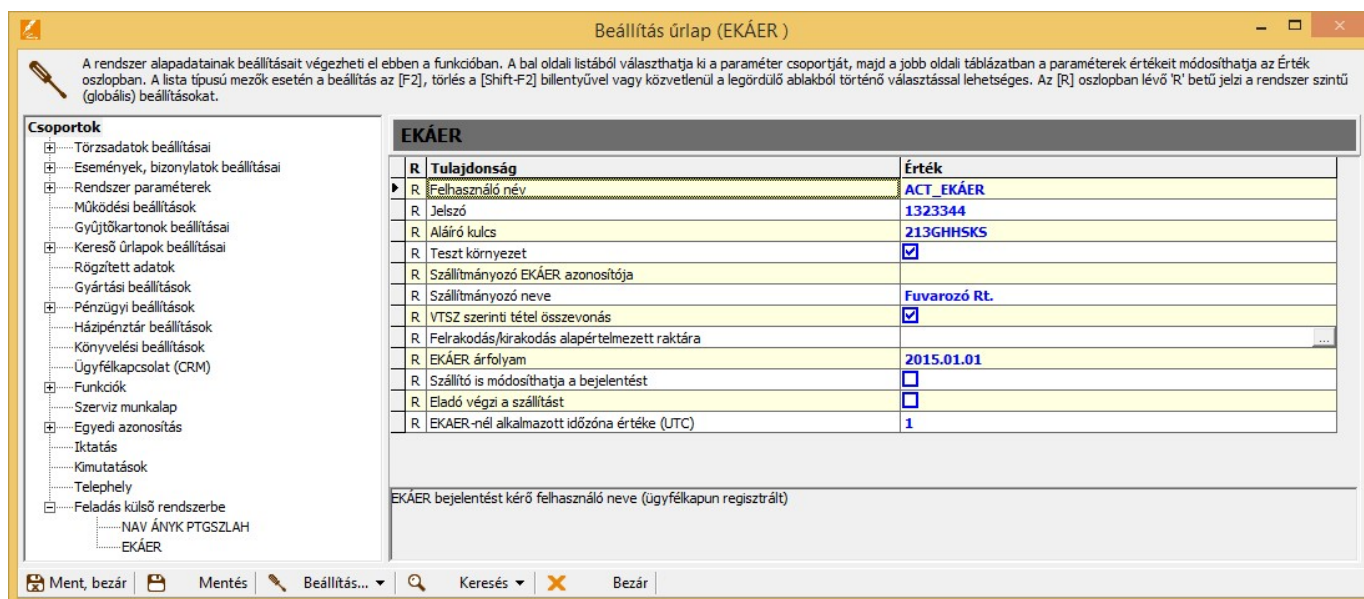 Beállítás űrlap (EKÁER )
A rendszer alapadatainak beállításait végezheti el ebben a funkcióban. A bal oldali listából választhatja ki a paraméter csoportját, majd a jobb oldali táblázatban a paraméterek értékeit módosíthatja az Érték
oszlopban. A lista típusú mezők esetén a beállítás az [F2], törlés a [Shift-F2] billentyűvel vagy közvetlenül a legördülő ablakból történő választással lehetséges. Az [R] oszlopban lévő 'R' betű jelzi a rendszer szintű
(globális) beállításokat.
Csoportok
Törzsadatok beállításai
Események, bizonylatok beállításai
Rendszer paraméterek
Mûködési beállítások
Gyûjtõkartonok beállításai
Keresõ ûrlapok beállításai
Rögzített adatok
Gyártási beállítások
Pénzügyi beállítások
Házipénztár beállítások
Könyvelési beállítások
Ügyfélkapcsolat (CRM)
Funkciók
Szerviz munkalap
Egyedi azonosítás
Iktatás
Kimutatások
Telephely
Feladás külsõ rendszerbe
NAV ÁNYK PTGSZLAH
EKÁER
EKÁER
R Tulajdonság Érték
R Felhasználó név ACT_EKÁER
R Jelszó 1323344
R Aláíró kulcs 213GHHSKS
R Teszt környezet
R Szállítmányozó EKÁER azonosítója
R Szállítmányozó neve Fuvarozó Rt.
R VTSZ szerinti tétel összevonás
R Felrakodás/kirakodás alapértelmezett raktára ...
R EKÁER árfolyam 2015.01.01
R Szállító is módosíthatja a bejelentést
R Eladó végzi a szállítást
R EKAER-nél alkalmazott időzóna értéke (UTC) 1
EKÁER bejelentést kérő felhasználó neve (ügyfélkapun regisztrált)
Ment, bezár Mentés Beállítás... Keresés Bezár